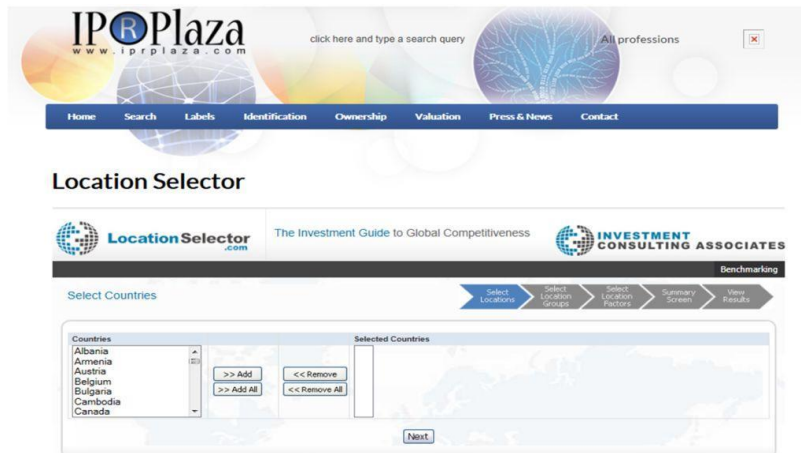 IPRPlaza
www.iprplaza.com
click here and type a search query
All professions
Home Search Labels Identification Ownership Valuation Press & News Contact
Location Selector
LocationSelector
.com
The Investment Guide to Global Competitiveness
INVESTMENT
CONSULTING ASSOCIATES
Benchmarking
Select Countries
Select
Locations
Select
Location
Groups
Select
Location
Factors
Summary
Screen
View
Results
Countries
Selected Countries
Albania
Armenia
Austria
Belgium
Bulgaria
Cambodia
Canada
>> Add
<< Remove
>> Add All
<< Remove All
Next